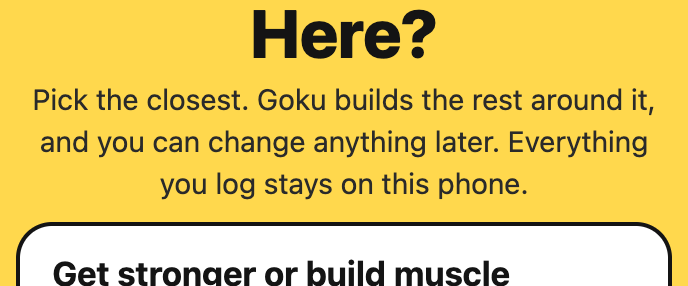 Here?
Pick the closest. Goku builds the rest around it,
and you can change anything later. Everything
you log stays on this phone.
Get stronger or build muscle